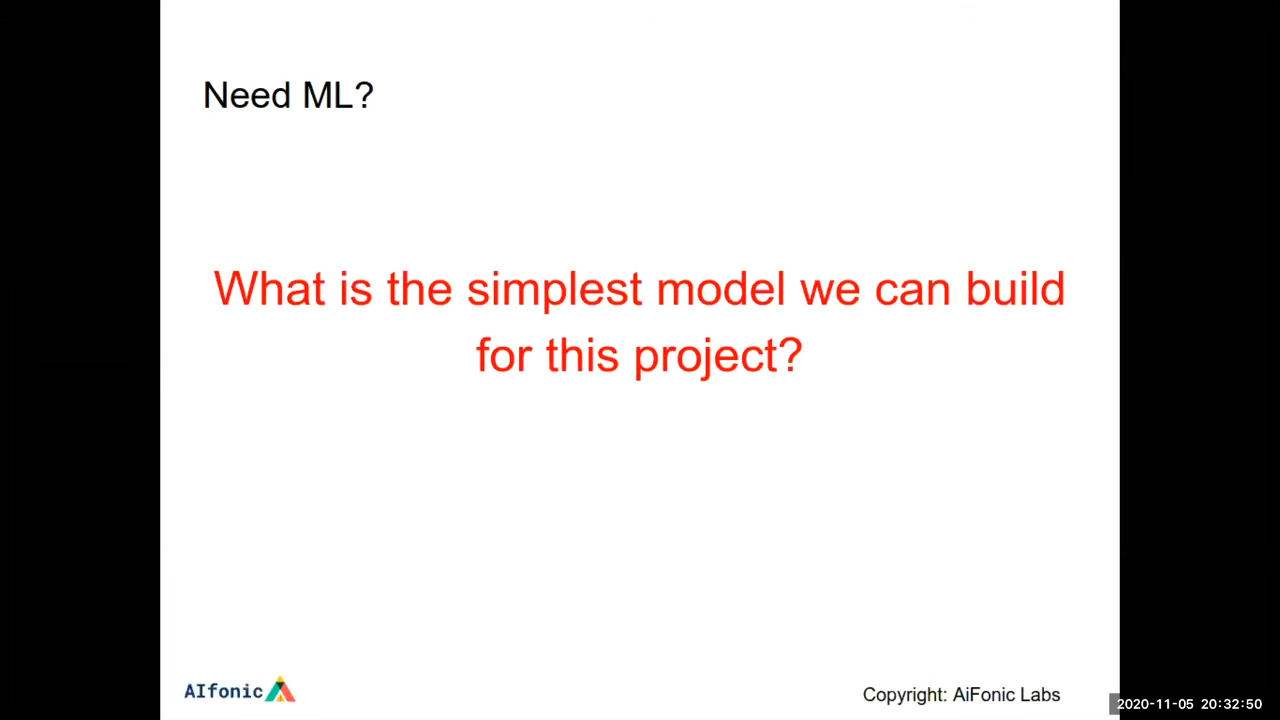 Need ML?
What is the simplest model we can build
for this project?
AIfonic
Copyright: AiFonic Labs
2020-11-05 20:32:50